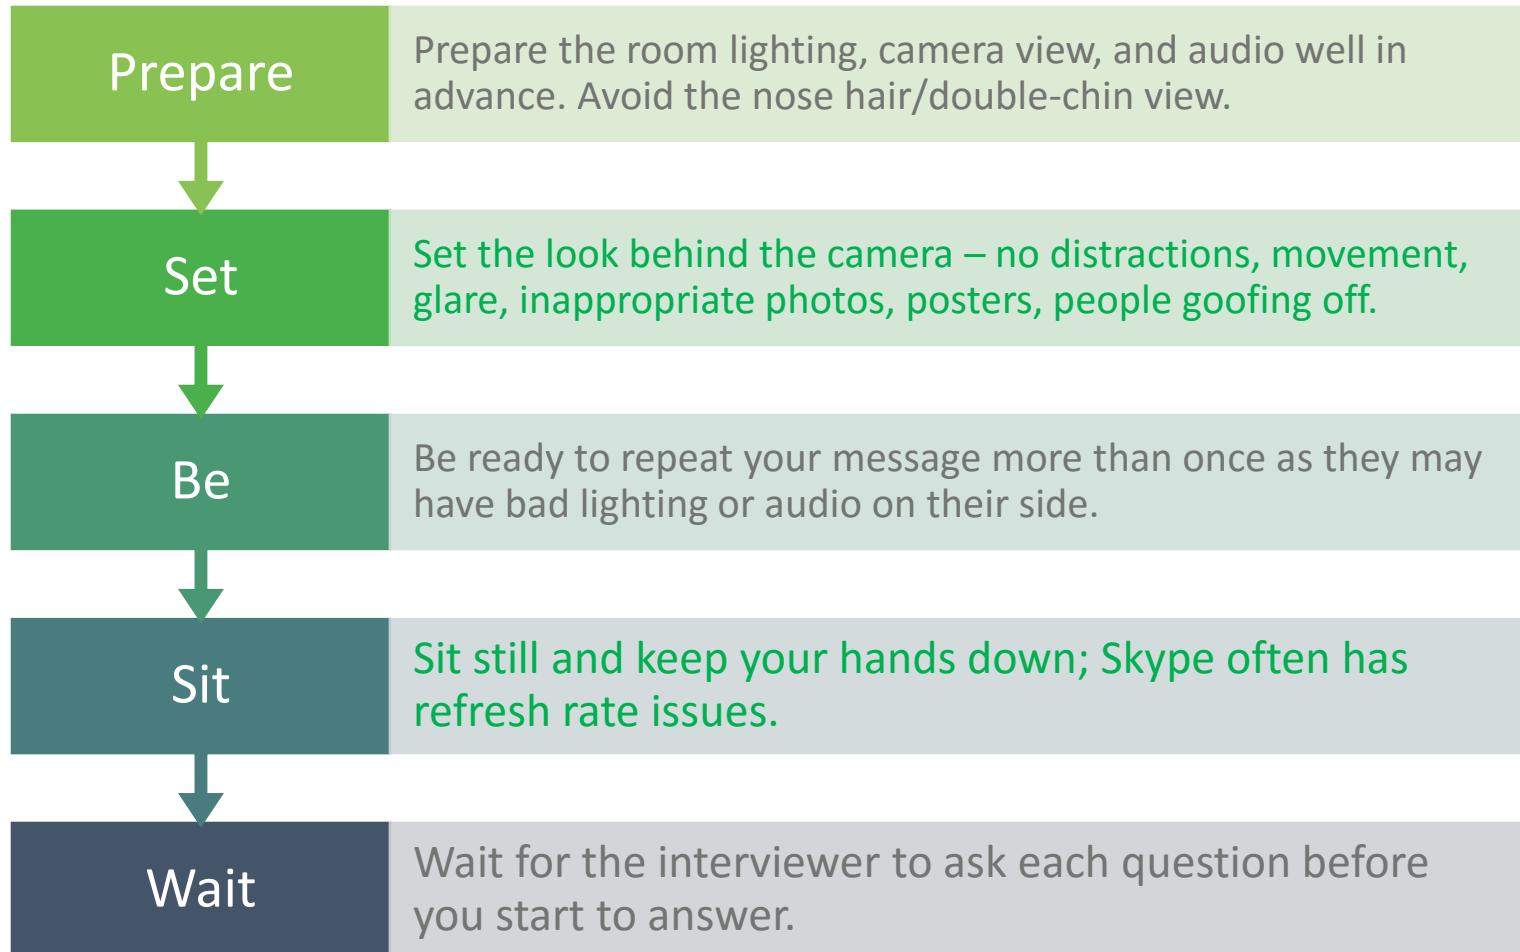 Prepare
Prepare the room lighting, camera view, and audio well in
advance. Avoid the nose hair/double-chin view.
Set
Set the look behind the camera – no distractions, movement,
glare, inappropriate photos, posters, people goofing off.
Be
Be ready to repeat your message more than once as they may
have bad lighting or audio on their side.
Sit
Sit still and keep your hands down; Skype often has
refresh rate issues.
Wait
Wait for the interviewer to ask each question before
you start to answer.